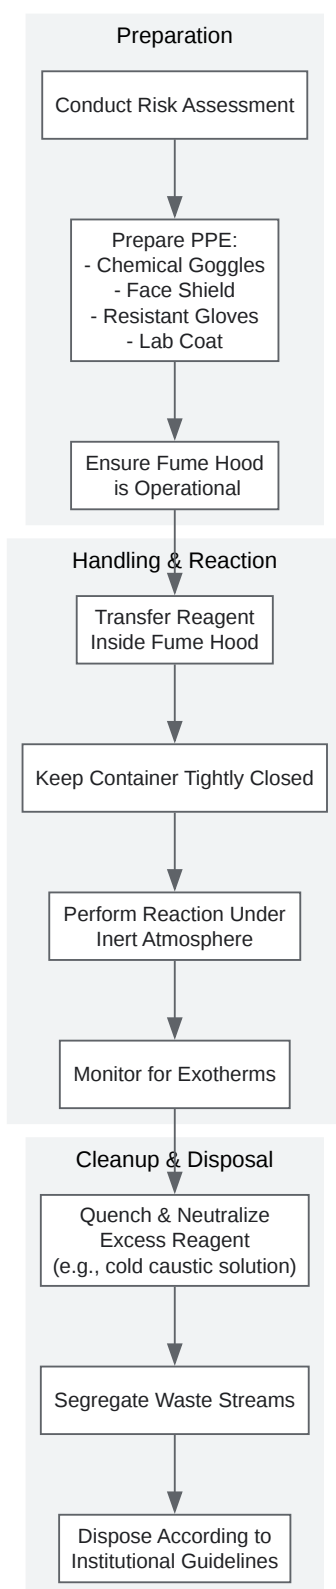 Preparation
Conduct Risk Assessment
Prepare PPE:
- Chemical Goggles
- Face Shield
- Resistant Gloves
- Lab Coat
Ensure Fume Hood
is Operational
Handling & Reaction
Transfer Reagent
Inside Fume Hood
Keep Container Tightly Closed
Perform Reaction Under
Inert Atmosphere
Monitor for Exotherms
Cleanup & Disposal
Quench & Neutralize
Excess Reagent
(e.g., cold caustic solution)
Segregate Waste Streams
Dispose According to
Institutional Guidelines